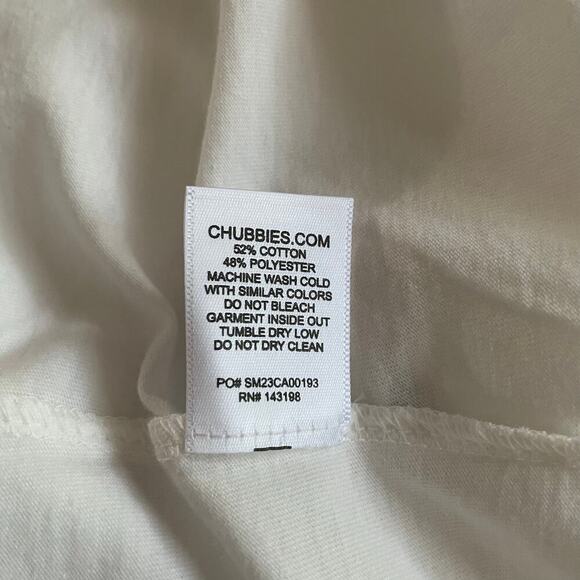 CHUBBIES.COM
52% COTTON
48% POLYESTER
MACHINE WASH COLD
WITH SIMILAR COLORS
DO NOT BLEACH
GARMENT INSIDE OUT
TUMBLE DRY LOW
DO NOT DRY CLEAN
PO# SM23CA00193
RN# 143198